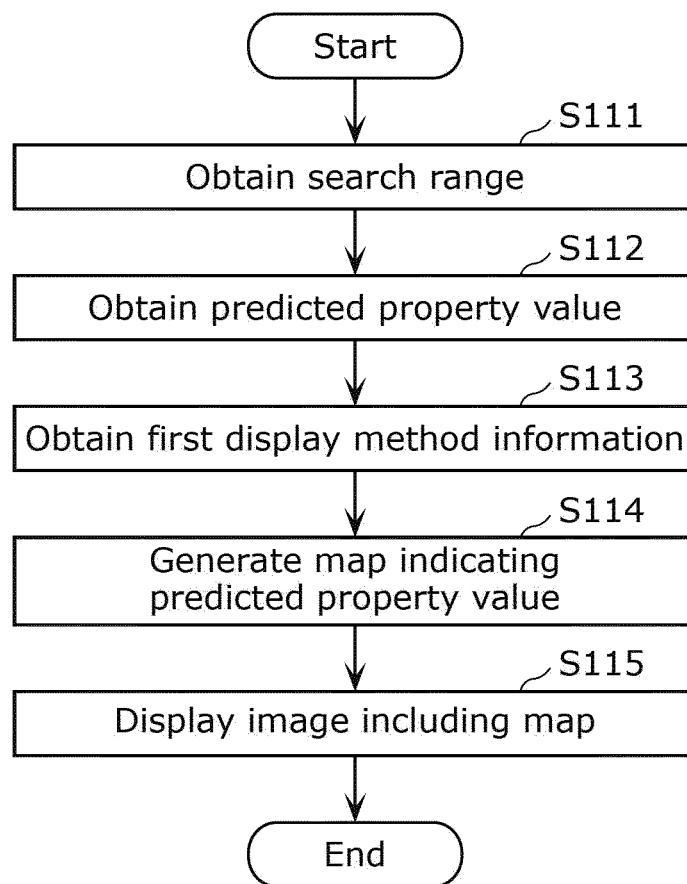 Start
S111
Obtain search range
S112
Obtain predicted property value
S113
Obtain first display method information
S114
Generate map indicating
predicted property value
S115
Display image including map
End